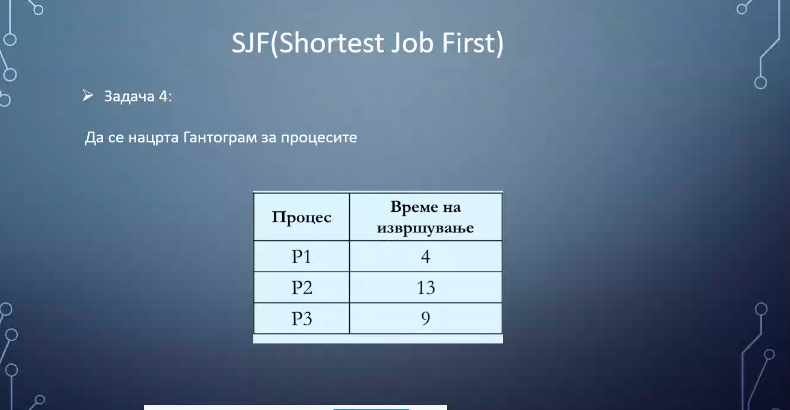 SJF(Shortest Job First)
Задача 4:
Да се нацрта Гантограм за процесите
Процес Време на извршување
P1 4
P2 13
P3 9